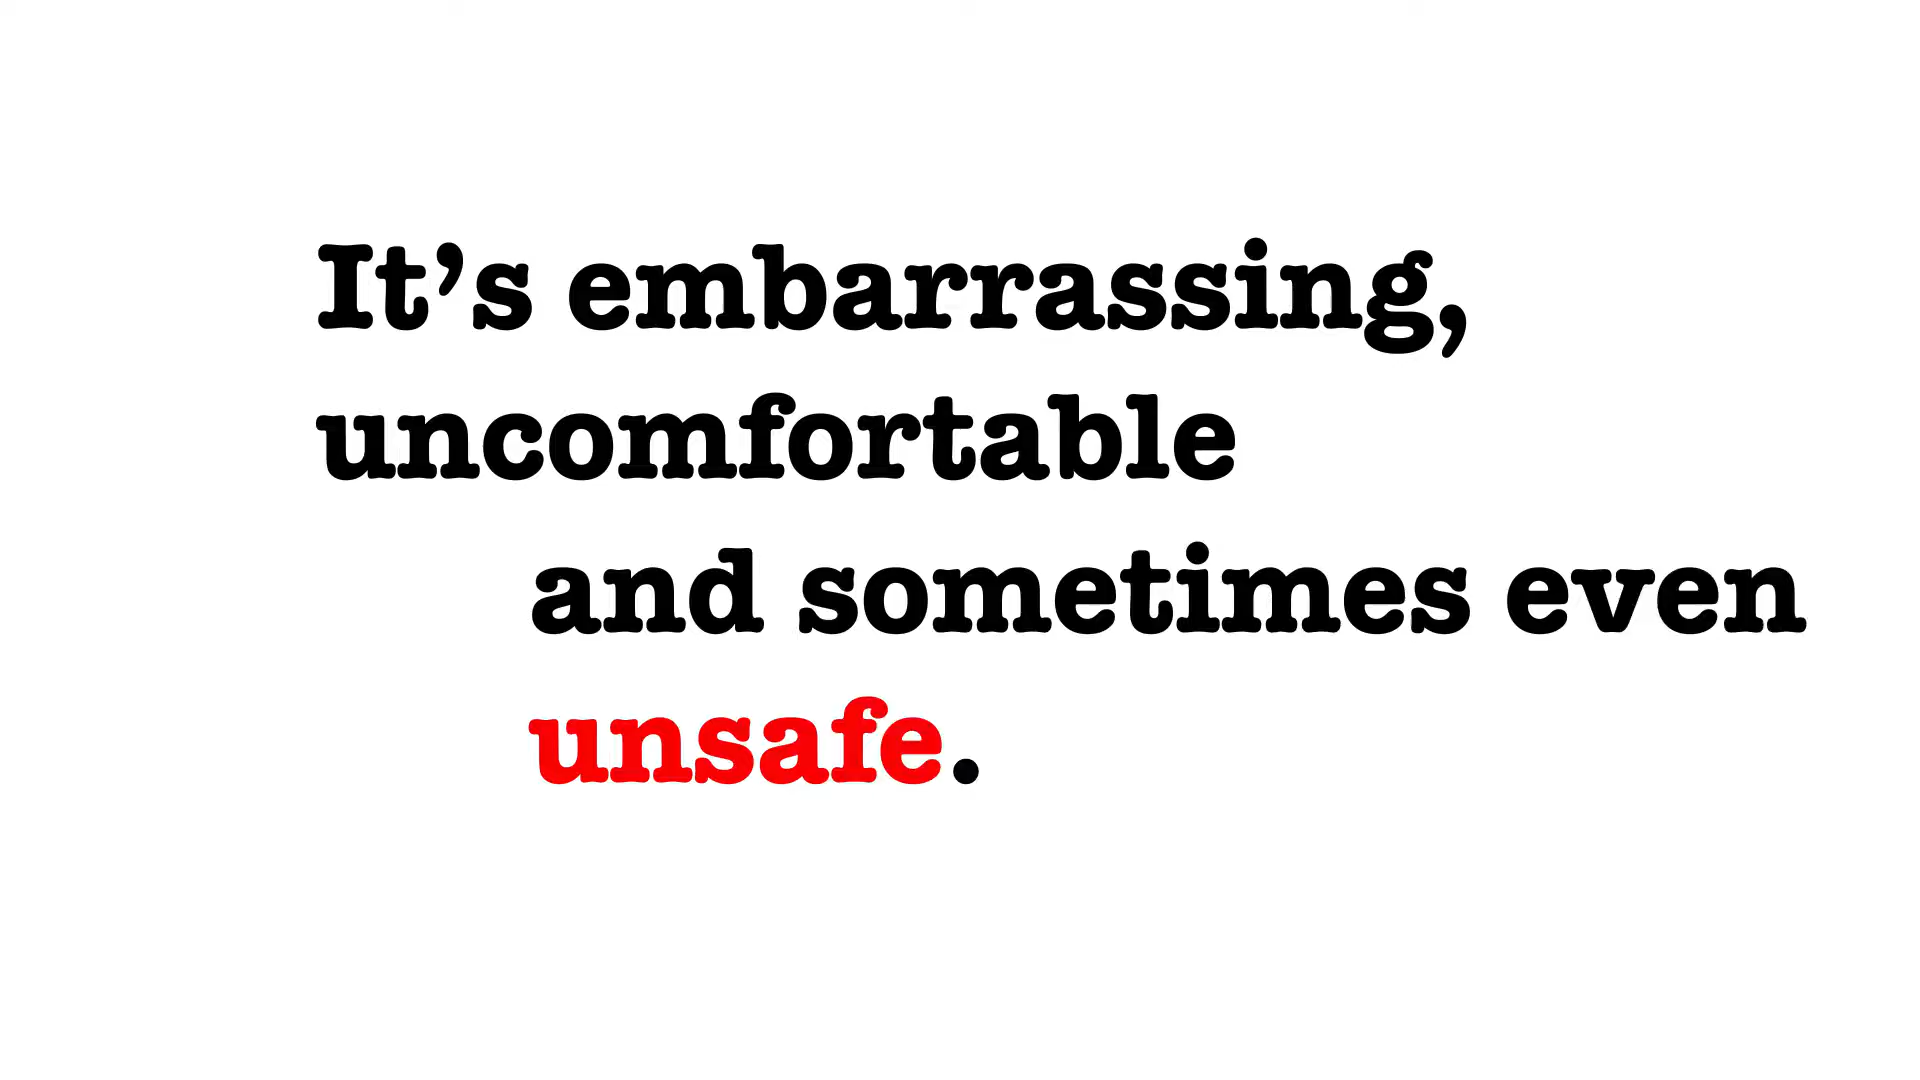 It’s embarrassing,
uncomfortable
and sometimes even
unsafe.